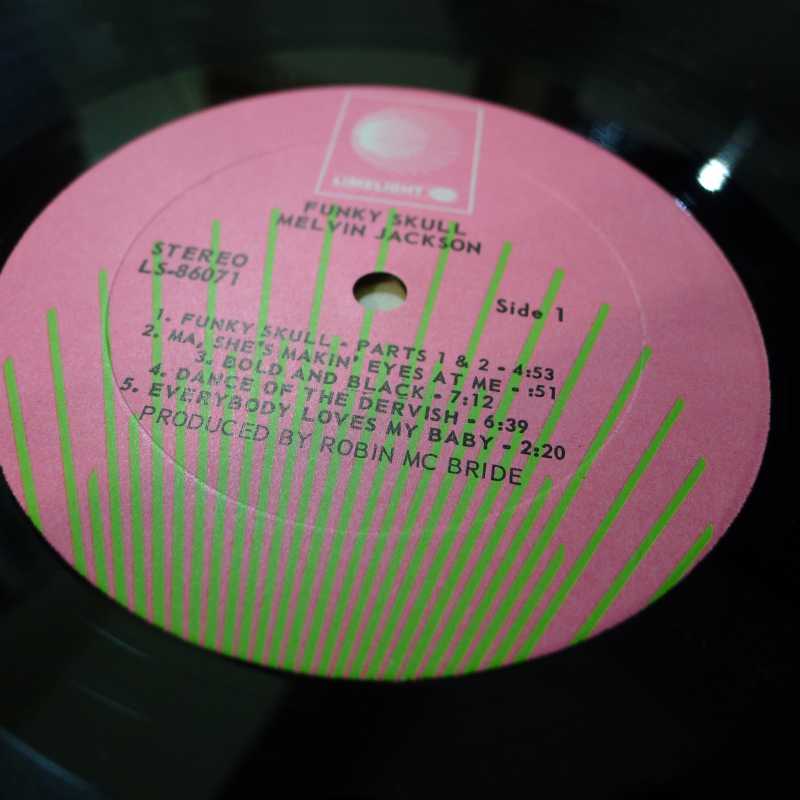 LIMELIGHT
FUNKY SKULL
MELVIN JACKSON
STEREO
LS-86071
Side 1
1. FUNKY SKULL - PARTS 1 & 2 - 4:53
2. MA, SHE'S MAKIN' EYES AT ME - :51
3. BOLD AND BLACK - 7:12
4. DANCE OF THE DERVISH - 6:39
5. EVERYBODY LOVES MY BABY - 2:20
PRODUCED BY ROBIN MC BRIDE